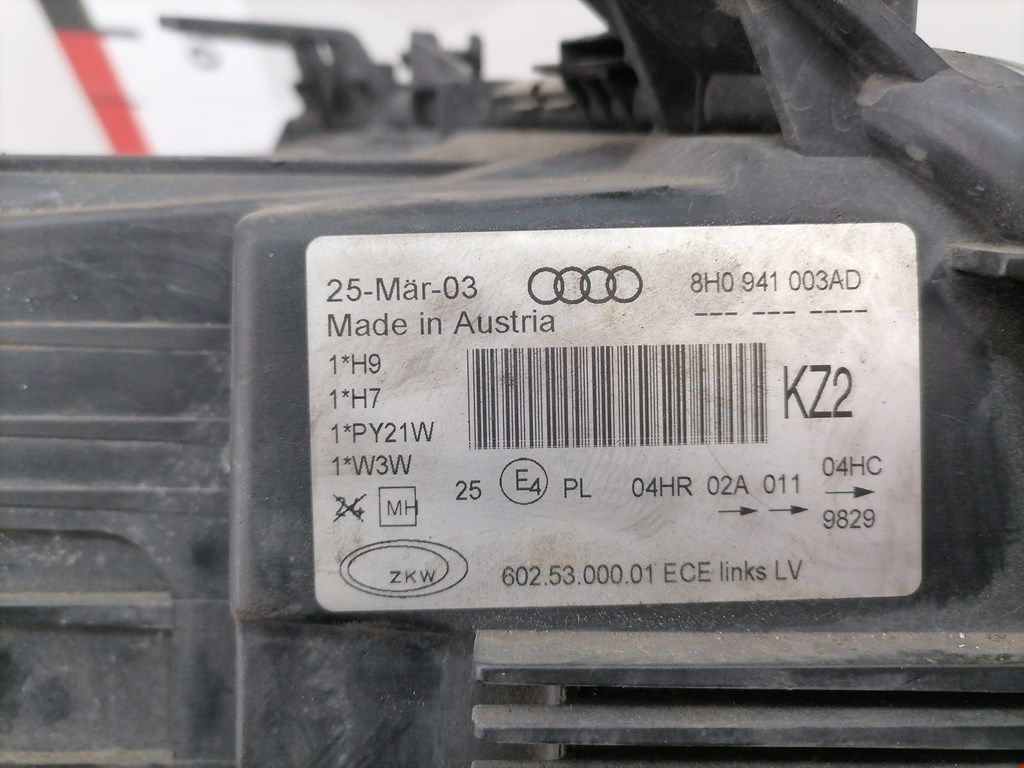 25-Mär-03
8H0 941 003AD
Made in Austria
--- --- ----
1*H9
1*H7
1*PY21W
1*W3W
KZ2
24
MH
25 E4 PL 04HR 02A 011 04HC
9829
ZKW
602.53.000.01 ECE links LV